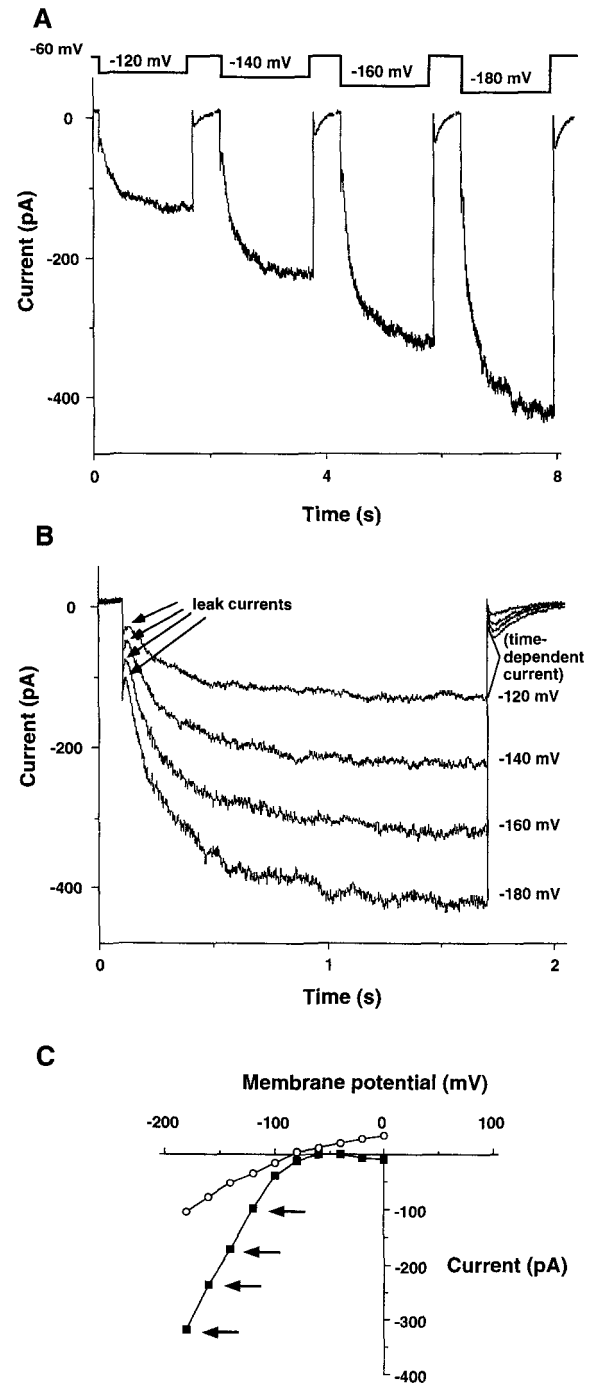 A
-60 mV
-120 mV
-140 mV
-160 mV
-180 mV
0
-200
-400
Current (pA)
0
4
8
Time (s)
B
0
-200
-400
Current (pA)
leak currents
(time-
dependent
current)
-120 mV
-140 mV
-160 mV
-180 mV
0
1
2
Time (s)
C
Membrane potential (mV)
-200
-100
0
100
-100
-200
-300
-400
Current (pA)